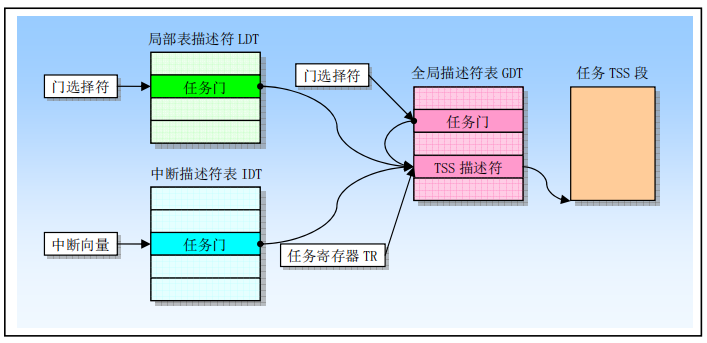 局部表描述符 LDT
门选择符
任务门
门选择符
全局描述符表 GDT
任务门
TSS 描述符
任务 TSS 段
中断描述符表 IDT
中断向量
任务门
任务寄存器 TR